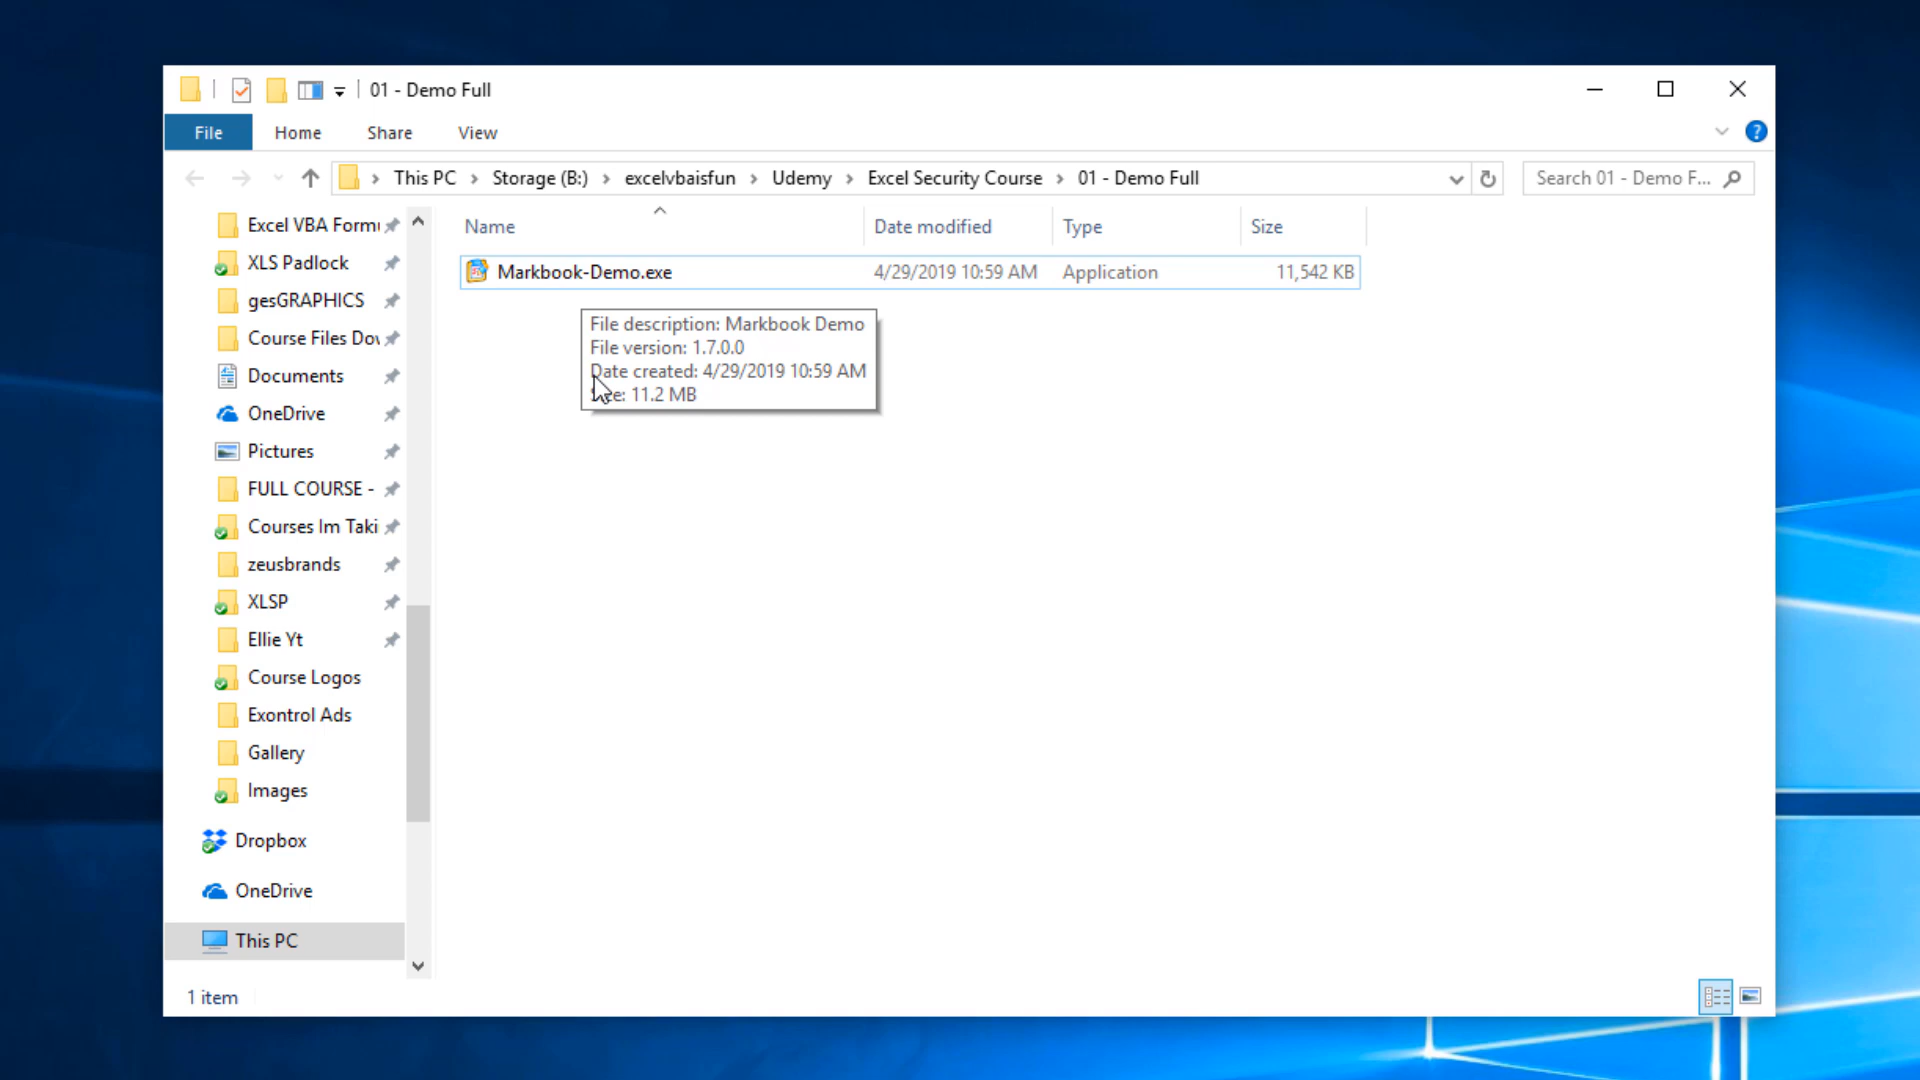 01 - Demo Full
File Home Share View
This PC Storage (B:) excelvbaisfun Udemy Excel Security Course 01 - Demo Full
Search 01 - Demo F...
Excel VBA Formu
XLS Padlock
gesGRAPHICS
Course Files Dov
Documents
OneDrive
Pictures
FULL COURSE -
Courses Im Taki
zeusbrands
XLSP
Ellie Yt
Course Logos
Exontrol Ads
Gallery
Images
Dropbox
OneDrive
This PC
Name Date modified Type Size
Markbook-Demo.exe 4/29/2019 10:59 AM Application 11,542 KB
File description: Markbook Demo
File version: 1.7.0.0
Date created: 4/29/2019 10:59 AM
11.2 MB
1 item